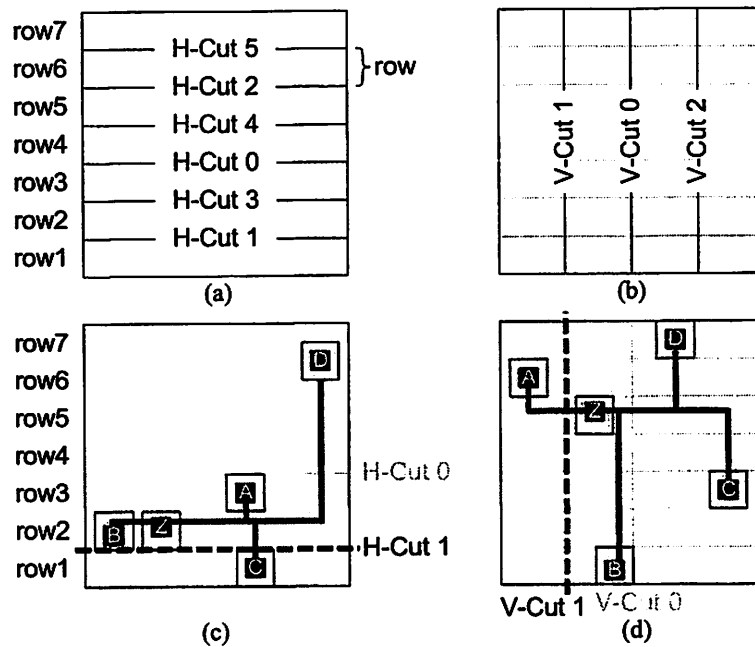 row7
row6
row5
row4
row3
row2
row1
H-Cut 5
H-Cut 2
H-Cut 4
H-Cut 0
H-Cut 3
H-Cut 1
row
(a)
V-Cut 1
V-Cut 0
V-Cut 2
(b)
row7
row6
row5
row4
row3
row2
row1
D
A
B
Z
C
H-Cut 0
H-Cut 1
(c)
D
A
Z
C
B
V-Cut 1
V-Cut 0
(d)